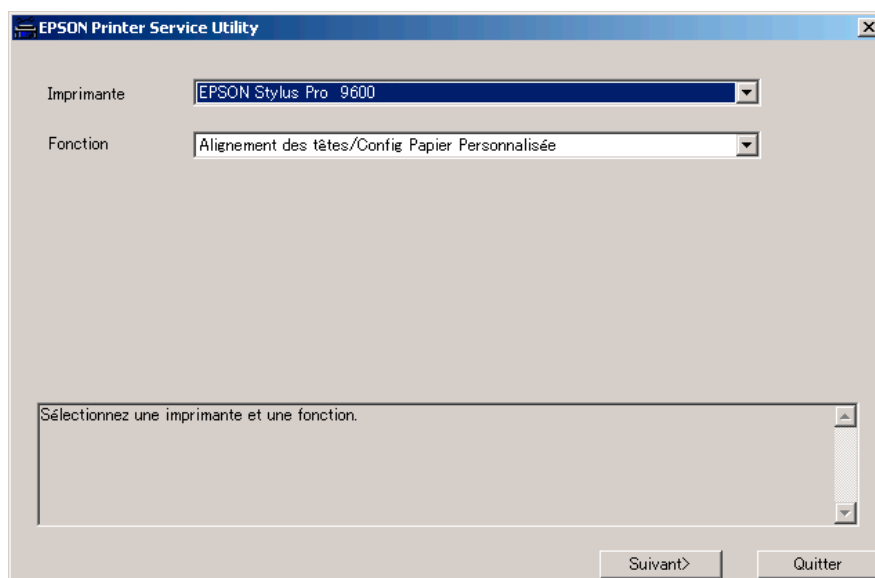 EPSON Printer Service Utility
Imprimante EPSON Stylus Pro 9600
Fonction Alignement des têtes/Config Papier Personnalisée
Sélectionnez une imprimante et une fonction.
Suivant> Quitter